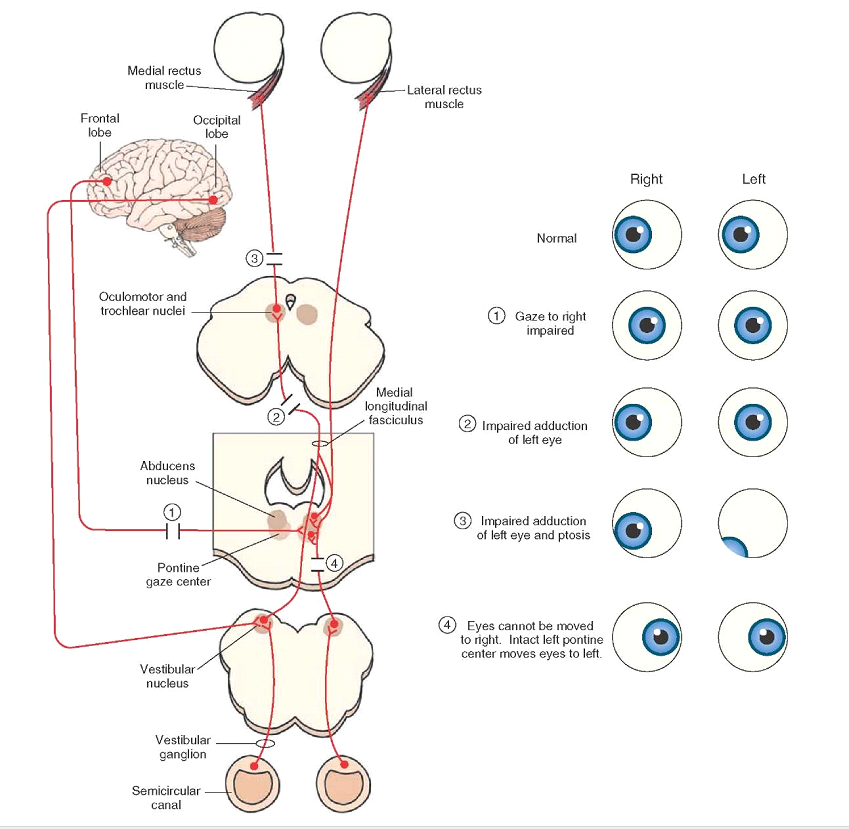 Medial rectus
muscle
Lateral rectus
muscle
Frontal
lobe
Occipital
lobe
3
Oculomotor and
trochlear nuclei
2
Medial
longitudinal
fasciculus
Abducens
nucleus
1
Pontine
gaze center
4
Vestibular
nucleus
Vestibular
ganglion
Semicircular
canal
Right
Left
Normal
1 Gaze to right
impaired
2 Impaired adduction
of left eye
3 Impaired adduction
of left eye and ptosis
4 Eyes cannot be moved
to right. Intact left pontine
center moves eyes to left.